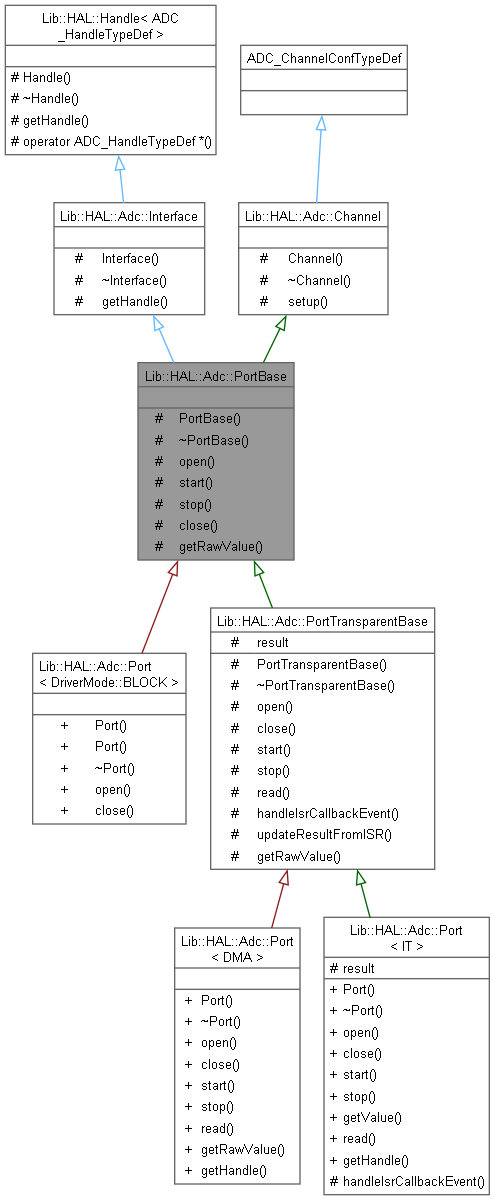 Lib::HAL::Handle< ADC
_HandleTypeDef >
# Handle()
# ~Handle()
# getHandle()
# operator ADC_HandleTypeDef *()
ADC_ChannelConfTypeDef
Lib::HAL::Adc::Interface
# Interface()
# ~Interface()
# getHandle()
Lib::HAL::Adc::Channel
# Channel()
# ~Channel()
# setup()
Lib::HAL::Adc::PortBase
# PortBase()
# ~PortBase()
# open()
# start()
# stop()
# close()
# getRawValue()
Lib::HAL::Adc::Port
< DriverMode::BLOCK >
+ Port()
+ Port()
+ ~Port()
+ open()
+ close()
Lib::HAL::Adc::PortTransparentBase
# result
# PortTransparentBase()
# ~PortTransparentBase()
# open()
# close()
# start()
# stop()
# read()
# handleIsrCallbackEvent()
# updateResultFromISR()
# getRawValue()
Lib::HAL::Adc::Port
< DMA >
+ Port()
+ ~Port()
+ open()
+ close()
+ start()
+ stop()
+ read()
+ getRawValue()
+ getHandle()
Lib::HAL::Adc::Port
< IT >
# result
+ Port()
+ ~Port()
+ open()
+ close()
+ start()
+ stop()
+ getValue()
+ read()
+ getHandle()
# handleIsrCallbackEvent()